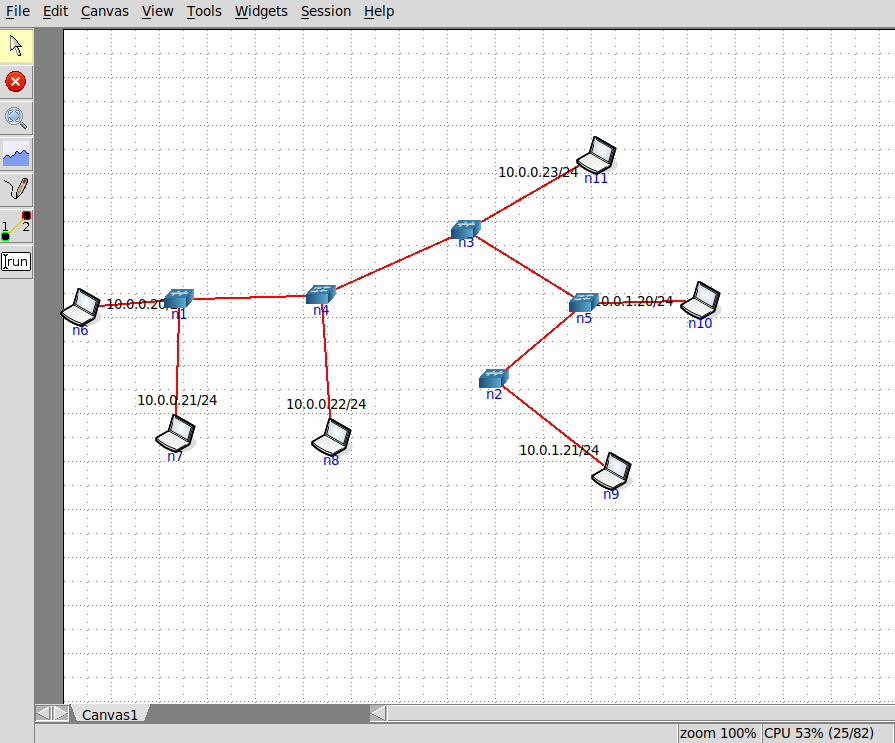 File Edit Canvas View Tools Widgets Session Help
1 2
run
10.0.0.23/24
n11
n3
10.0.0.20/
n6
n1
n4
n5
0.0.1.20/24
n10
n2
10.0.0.21/24
n7
10.0.0.22/24
n8
10.0.1.21/24
n9
Canvas1
zoom 100% CPU 53% (25/82)